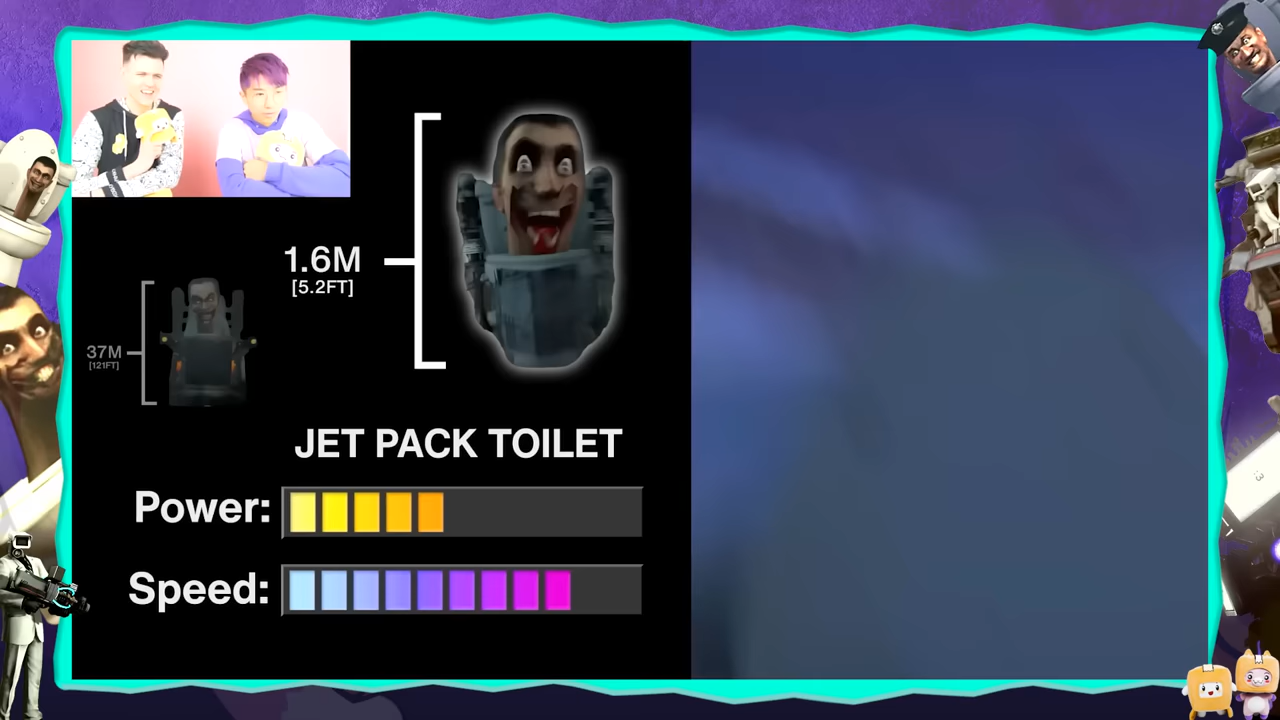 1.6M
[5.2FT]
37M
[121FT]
JET PACK TOILET
Power:
Speed: